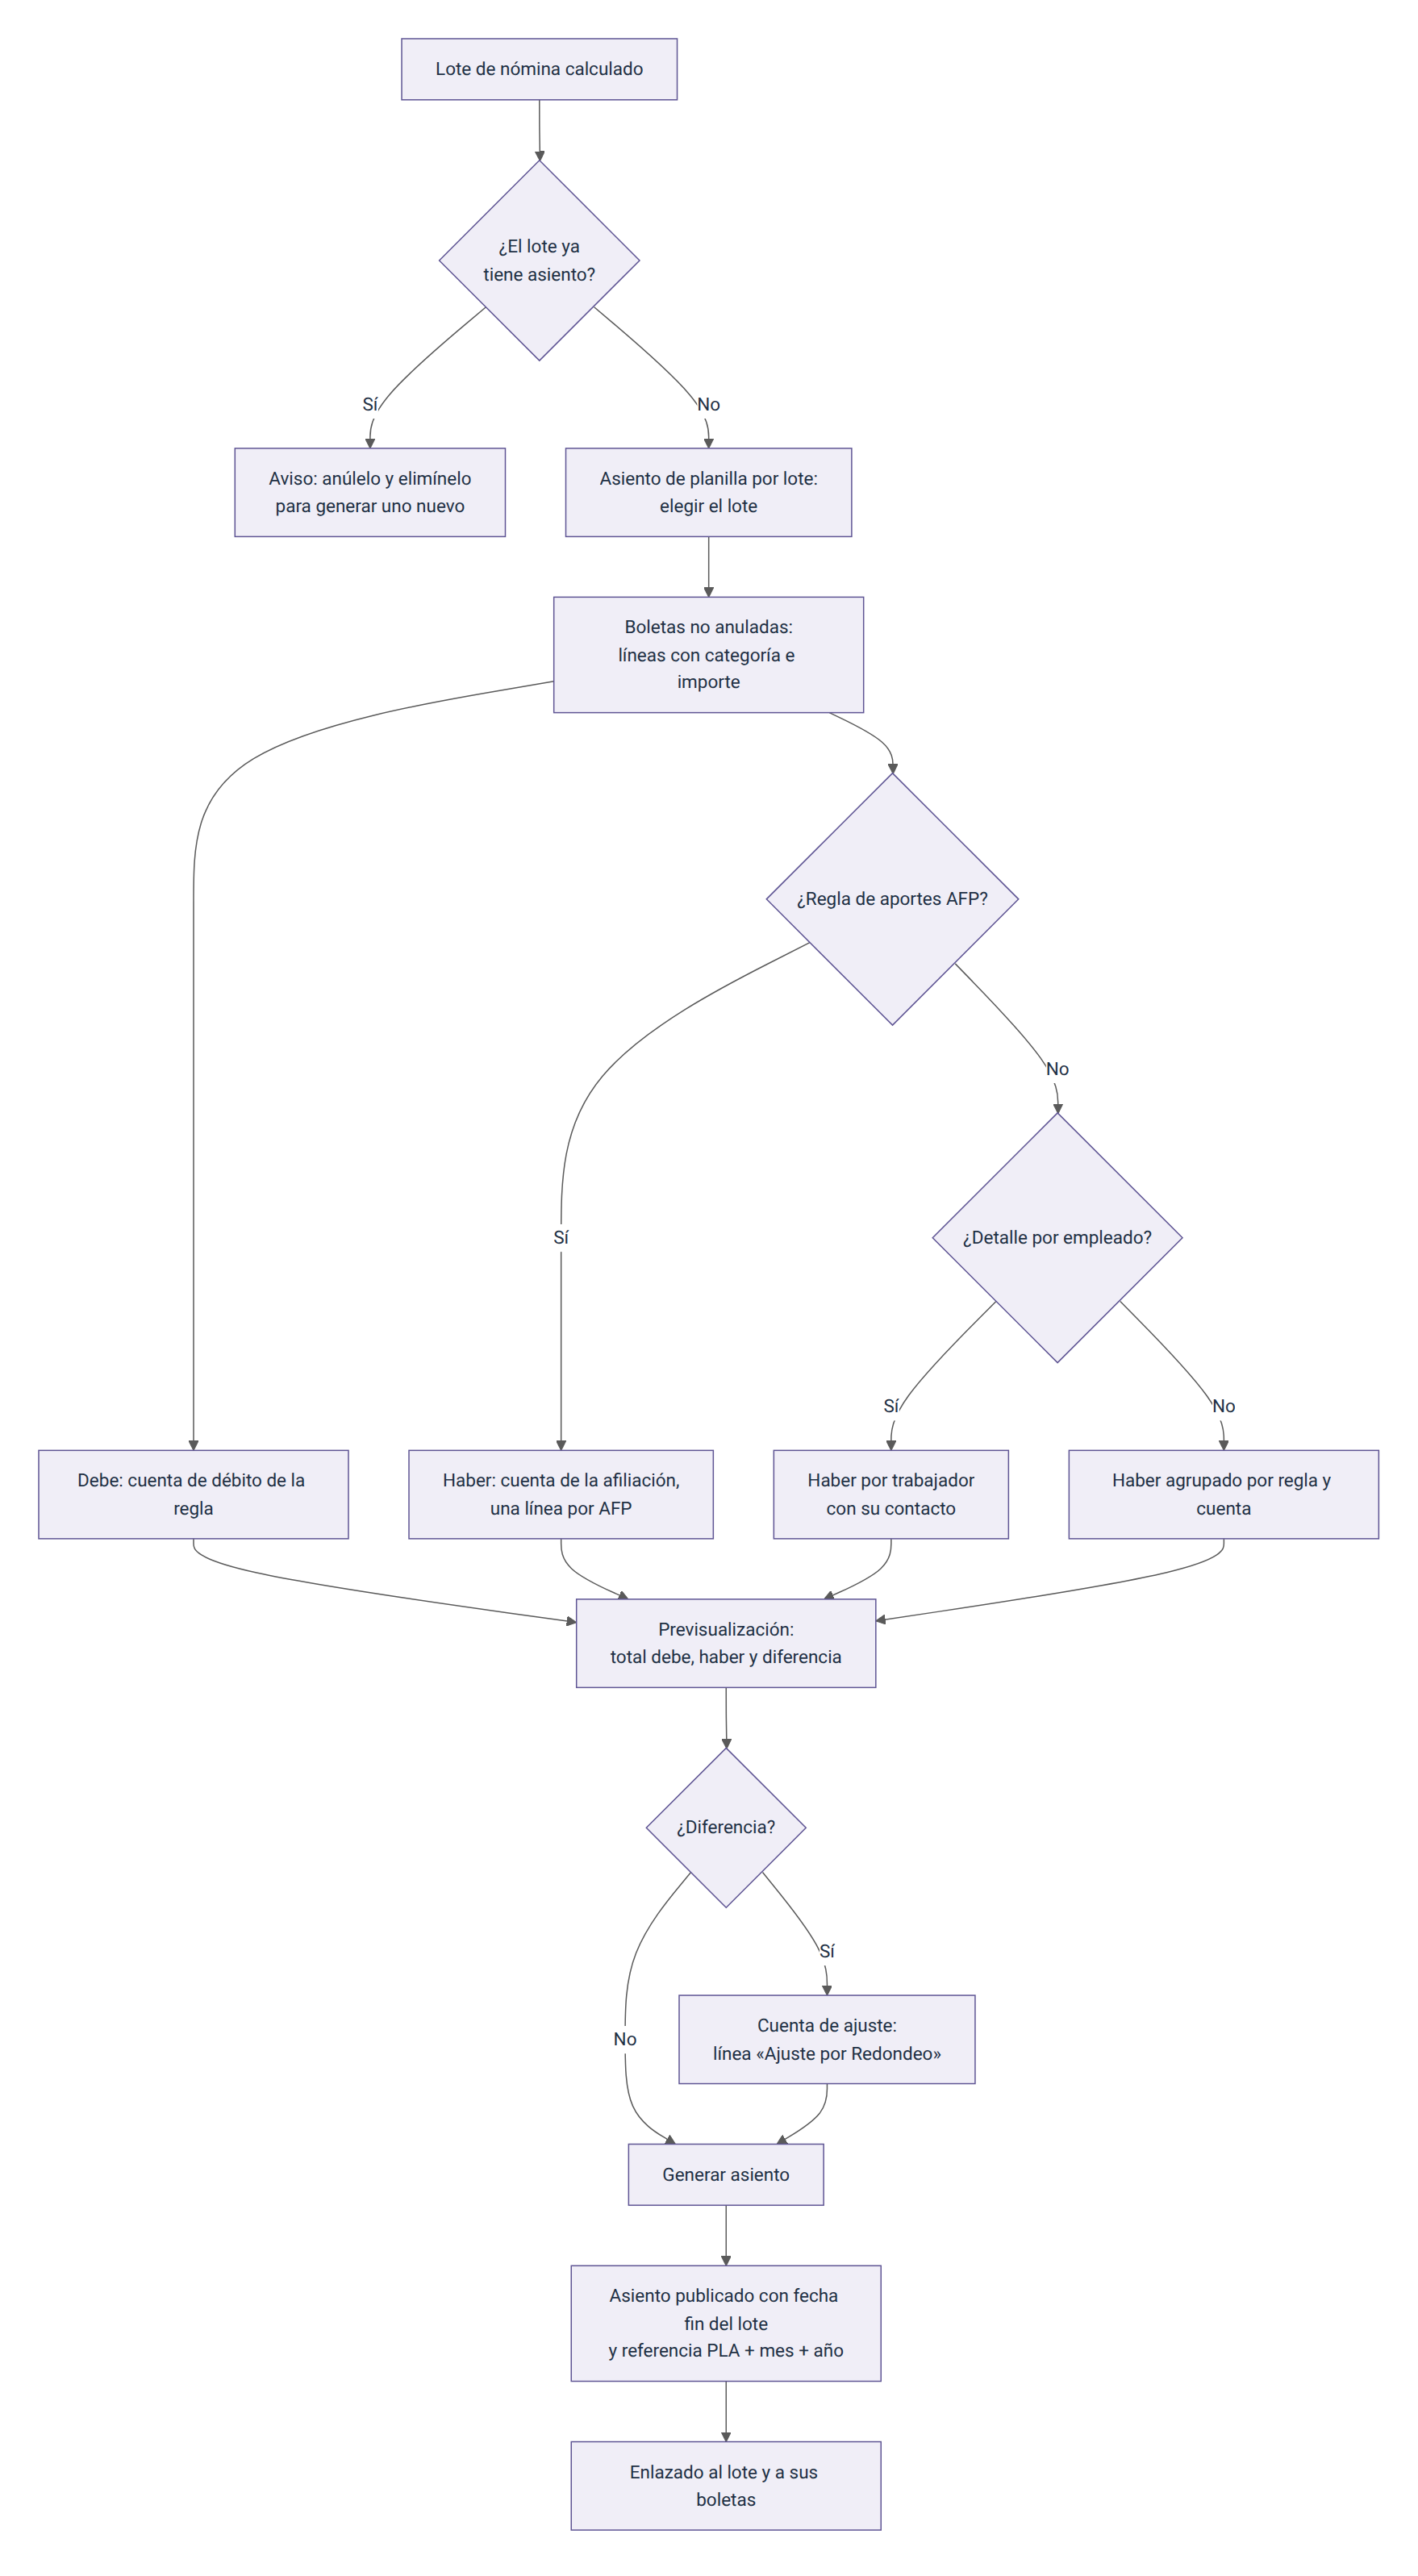 Lote de nómina calculado
¿El lote ya
tiene asiento?
Sí
No
Aviso: anúlelo y elimínelo
para generar uno nuevo
Asiento de planilla por lote:
elegir el lote
Boletas no anuladas:
líneas con categoría e
importe
¿Regla de aportes AFP?
No
Sí
¿Detalle por empleado?
Sí
No
Debe: cuenta de débito de la
regla
Haber: cuenta de la afiliación,
una línea por AFP
Haber por trabajador
con su contacto
Haber agrupado por regla y
cuenta
Previsualización:
total debe, haber y diferencia
¿Diferencia?
Sí
No
Cuenta de ajuste:
línea «Ajuste por Redondeo»
Generar asiento
Asiento publicado con fecha
fin del lote
y referencia PLA + mes + año
Enlazado al lote y a sus
boletas